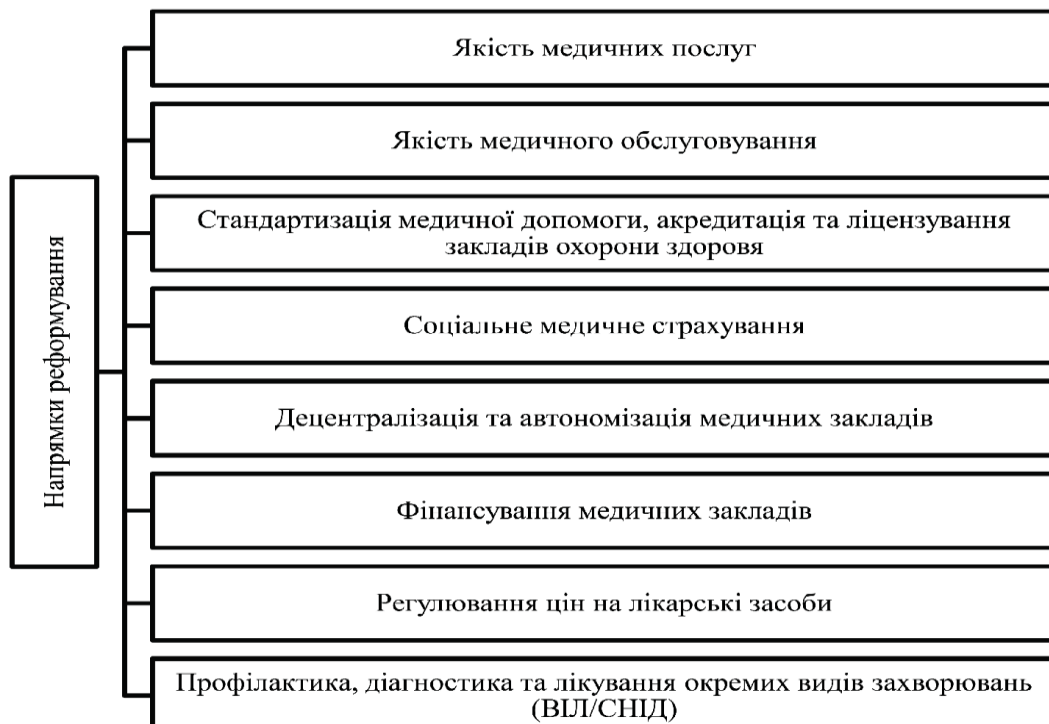 Напрямки реформування
Якість медичних послуг
Якість медичного обслуговування
Стандартизація медичної допомоги, акредитація та ліцензування
закладів охорони здоровя
Соціальне медичне страхування
Децентралізація та автономізація медичних закладів
Фінансування медичних закладів
Регулювання цін на лікарські засоби
Профілактика, діагностика та лікування окремих видів захворювань
(ВІЛ/СНІД)